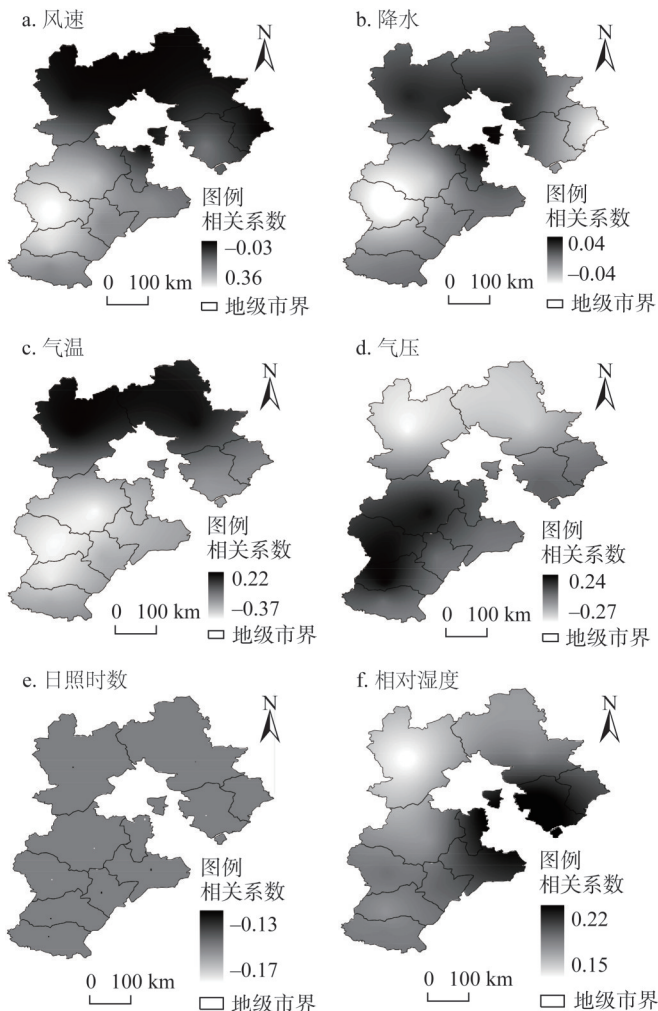 a. 风速
N
图例
相关系数
-0.03
0.36
0 100 km
地级市界
b. 降水
N
图例
相关系数
0.04
-0.04
0 100 km
地级市界
c. 气温
N
图例
相关系数
0.22
-0.37
0 100 km
地级市界
d. 气压
N
图例
相关系数
0.24
-0.27
0 100 km
地级市界
e. 日照时数
N
图例
相关系数
-0.13
-0.17
0 100 km
地级市界
f. 相对湿度
N
图例
相关系数
0.22
0.15
0 100 km
地级市界